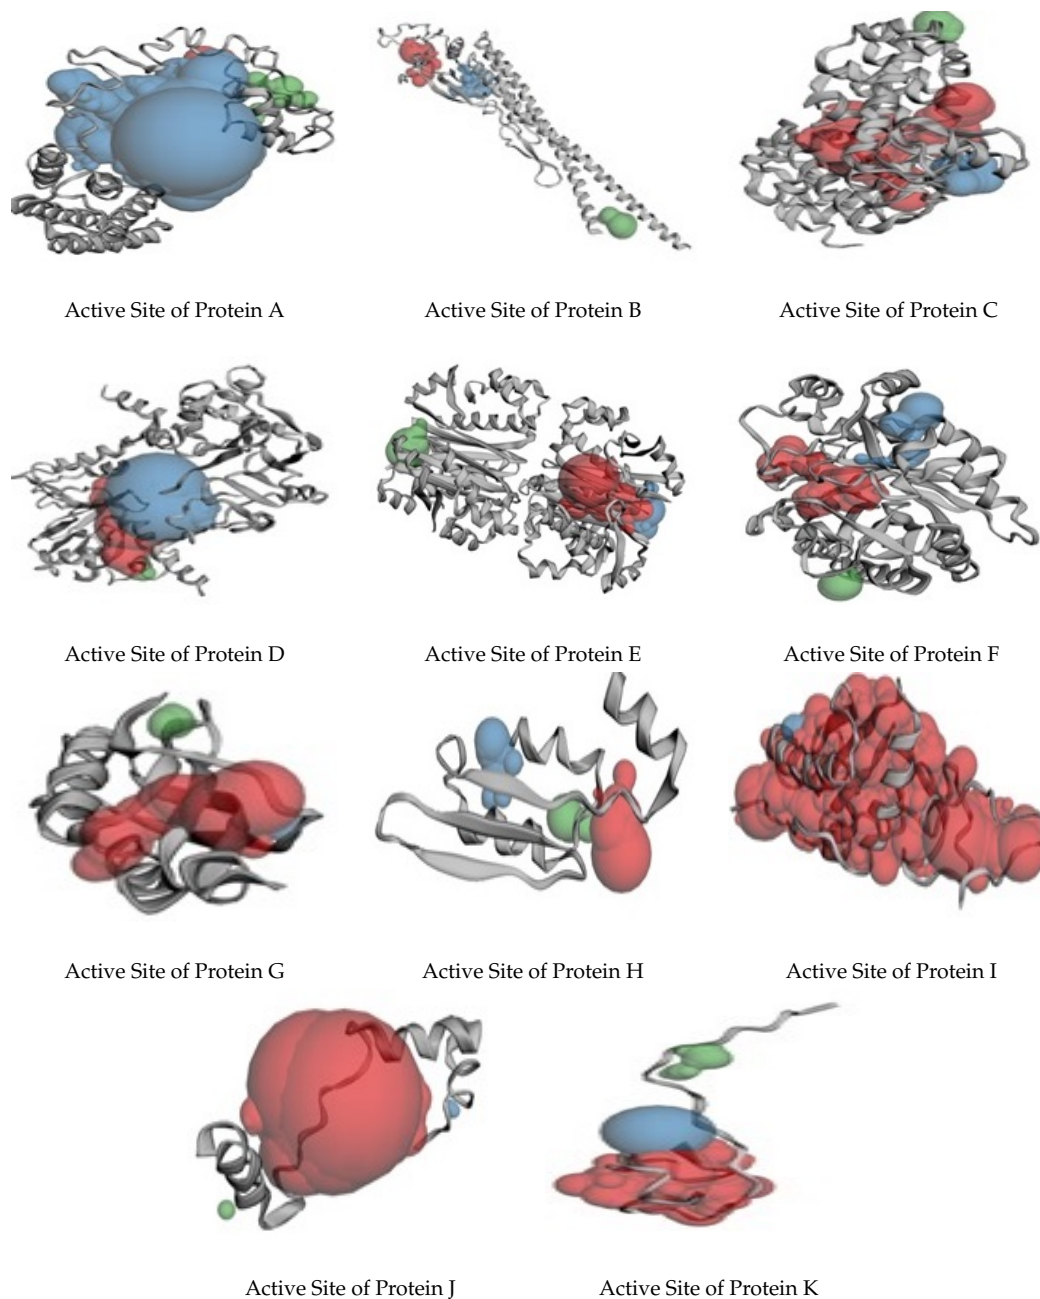 Active Site of Protein A
Active Site of Protein B
Active Site of Protein C
Active Site of Protein D
Active Site of Protein E
Active Site of Protein F
Active Site of Protein G
Active Site of Protein H
Active Site of Protein I
Active Site of Protein J
Active Site of Protein K